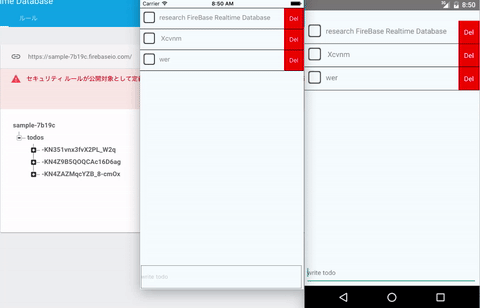 ime Database
ルール
https://sample-7b19c.firebaseio.com/
セキュリティ ルールが公開対象として定義
sample-7b19c
todos
-KN351vnx3fvX2PL_W2q
-KN4Z9B5QOQCAc16D6ag
-KN4ZAZMqcYZB_8-cmOx
Carrier
8:50 AM
research FireBase Realtime Database
Del
Xcvnm
Del
wer
Del
write todo
8:50
research FireBase Realtime Database
Del
Xcvnm
Del
wer
Del
write todo